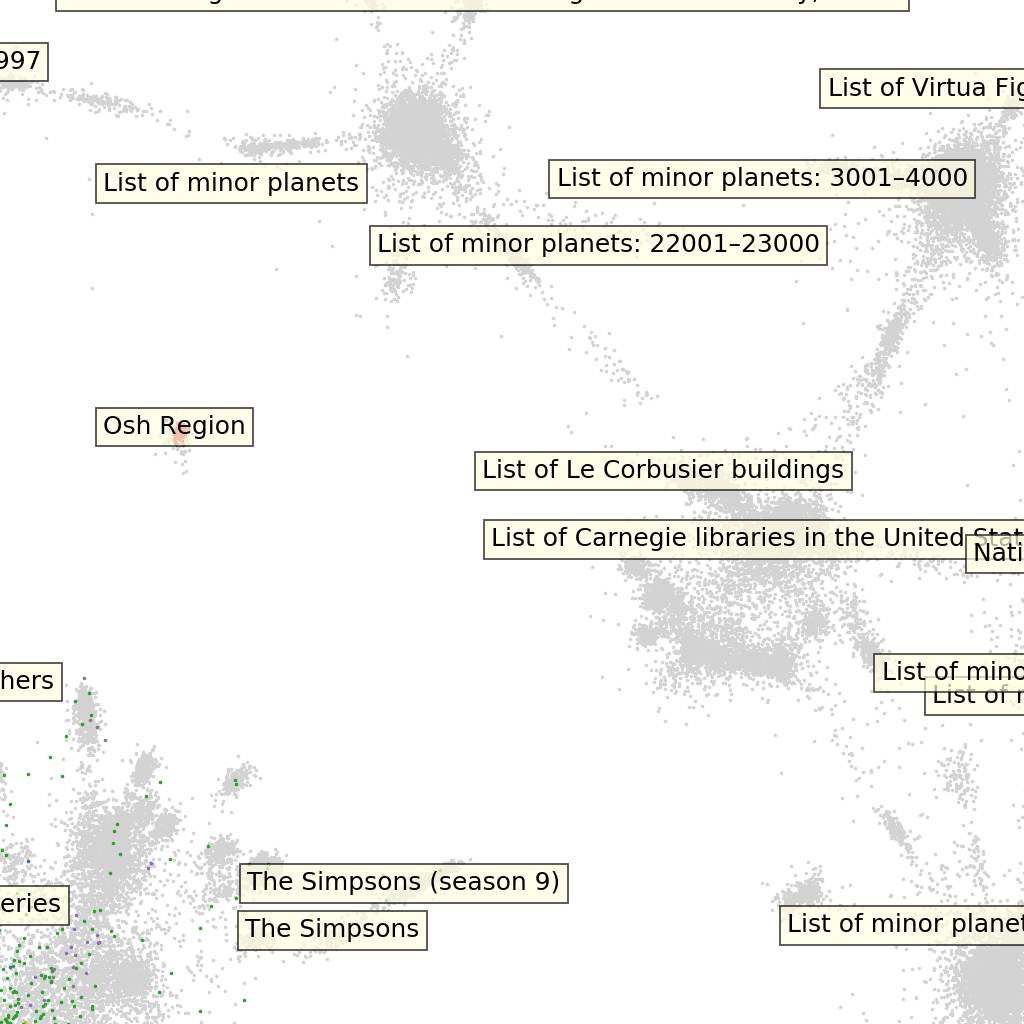 997
List of Virtua Fig
List of minor planets
List of minor planets: 3001–4000
List of minor planets: 22001–23000
Osh Region
List of Le Corbusier buildings
List of Carnegie libraries in the United Stat
Nati
hers
List of mino
List of
The Simpsons (season 9)
eries
The Simpsons
List of minor planet